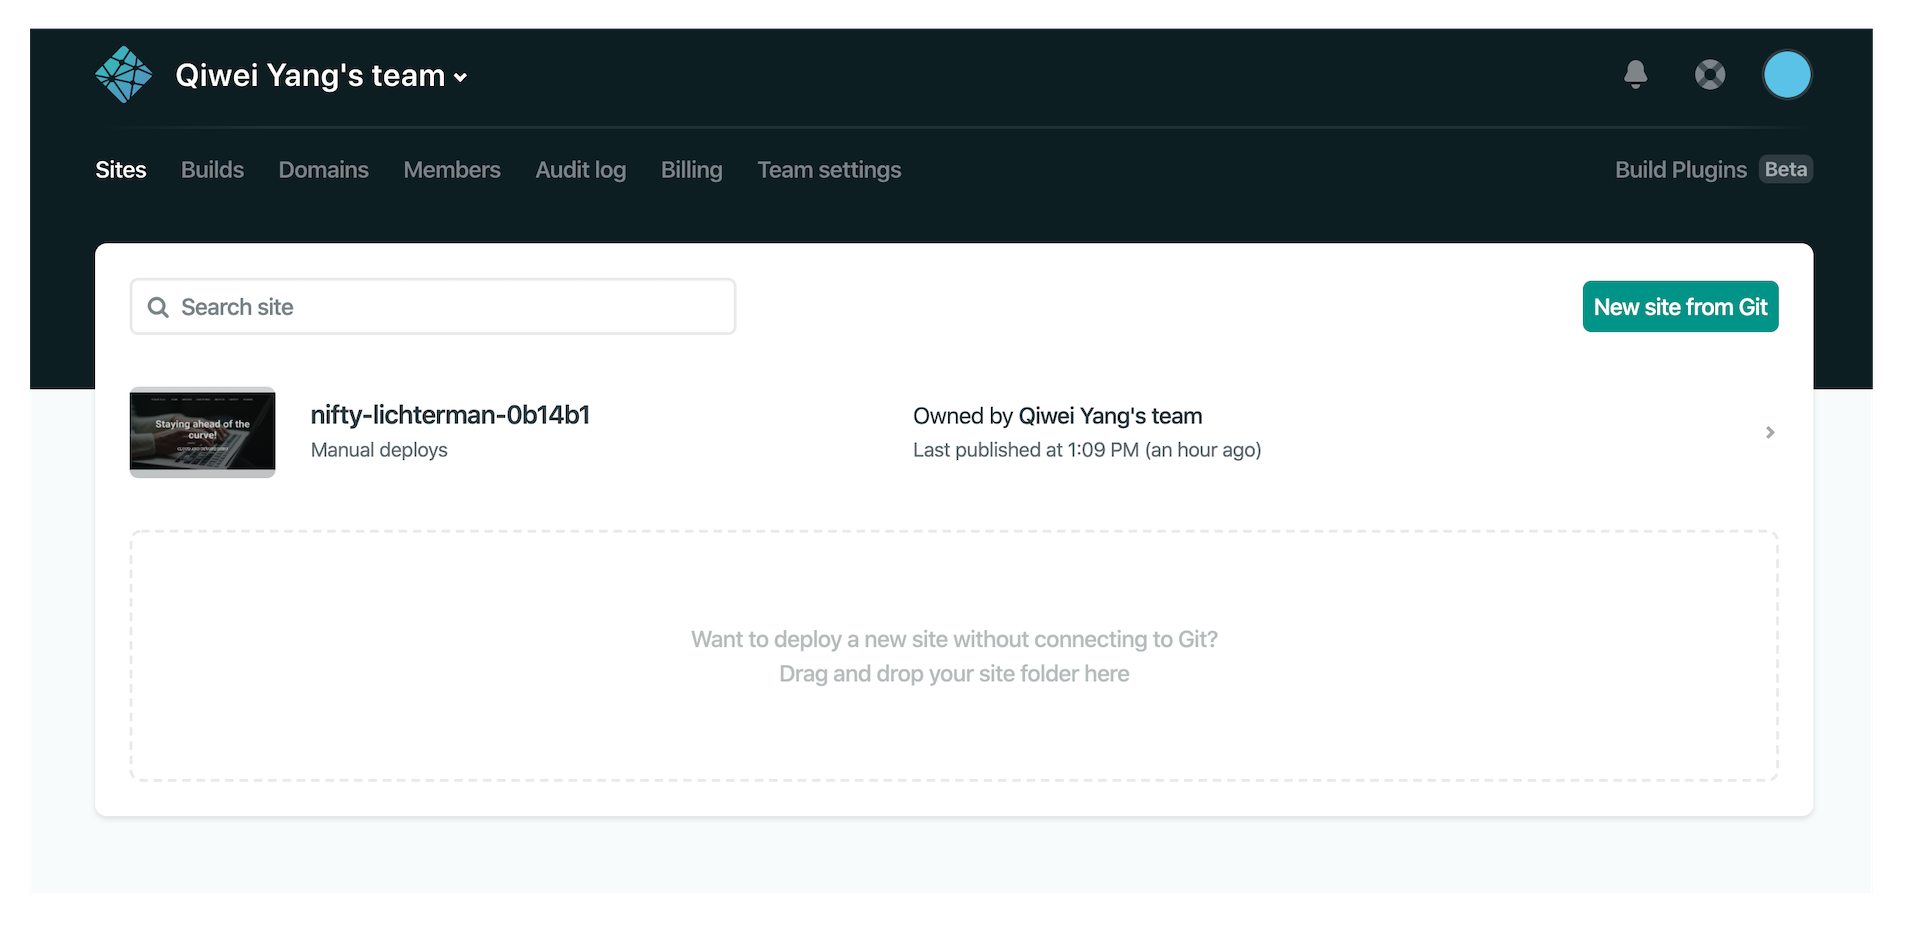 Qiwei Yang's team
Sites Builds Domains Members Audit log Billing Team settings Build Plugins Beta
Search site
New site from Git
Staying ahead of the
curve!
nifty-lichterman-0b14b1
Manual deploys
Owned by Qiwei Yang's team
Last published at 1:09 PM (an hour ago)
Want to deploy a new site without connecting to Git?
Drag and drop your site folder here